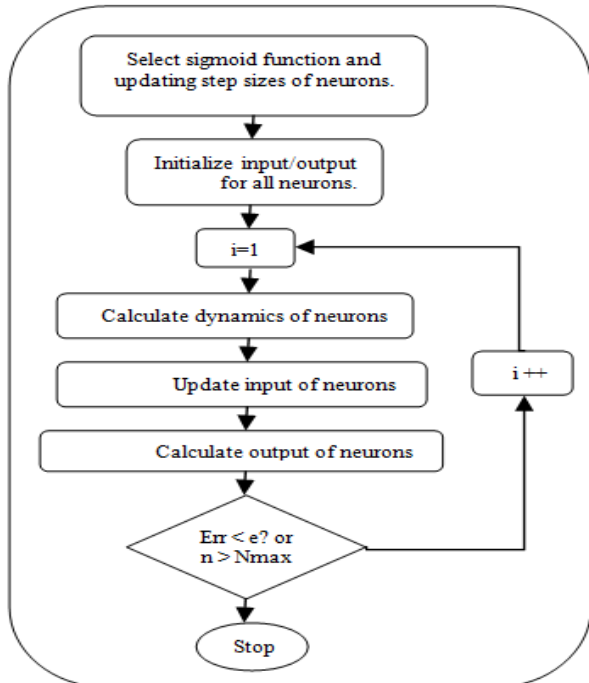 Select sigmoid function and
updating step sizes of neurons.
Initialize input/output
for all neurons.
i=1
Calculate dynamics of neurons
Update input of neurons
i ++
Calculate output of neurons
Err < e? or
n > Nmax
Stop